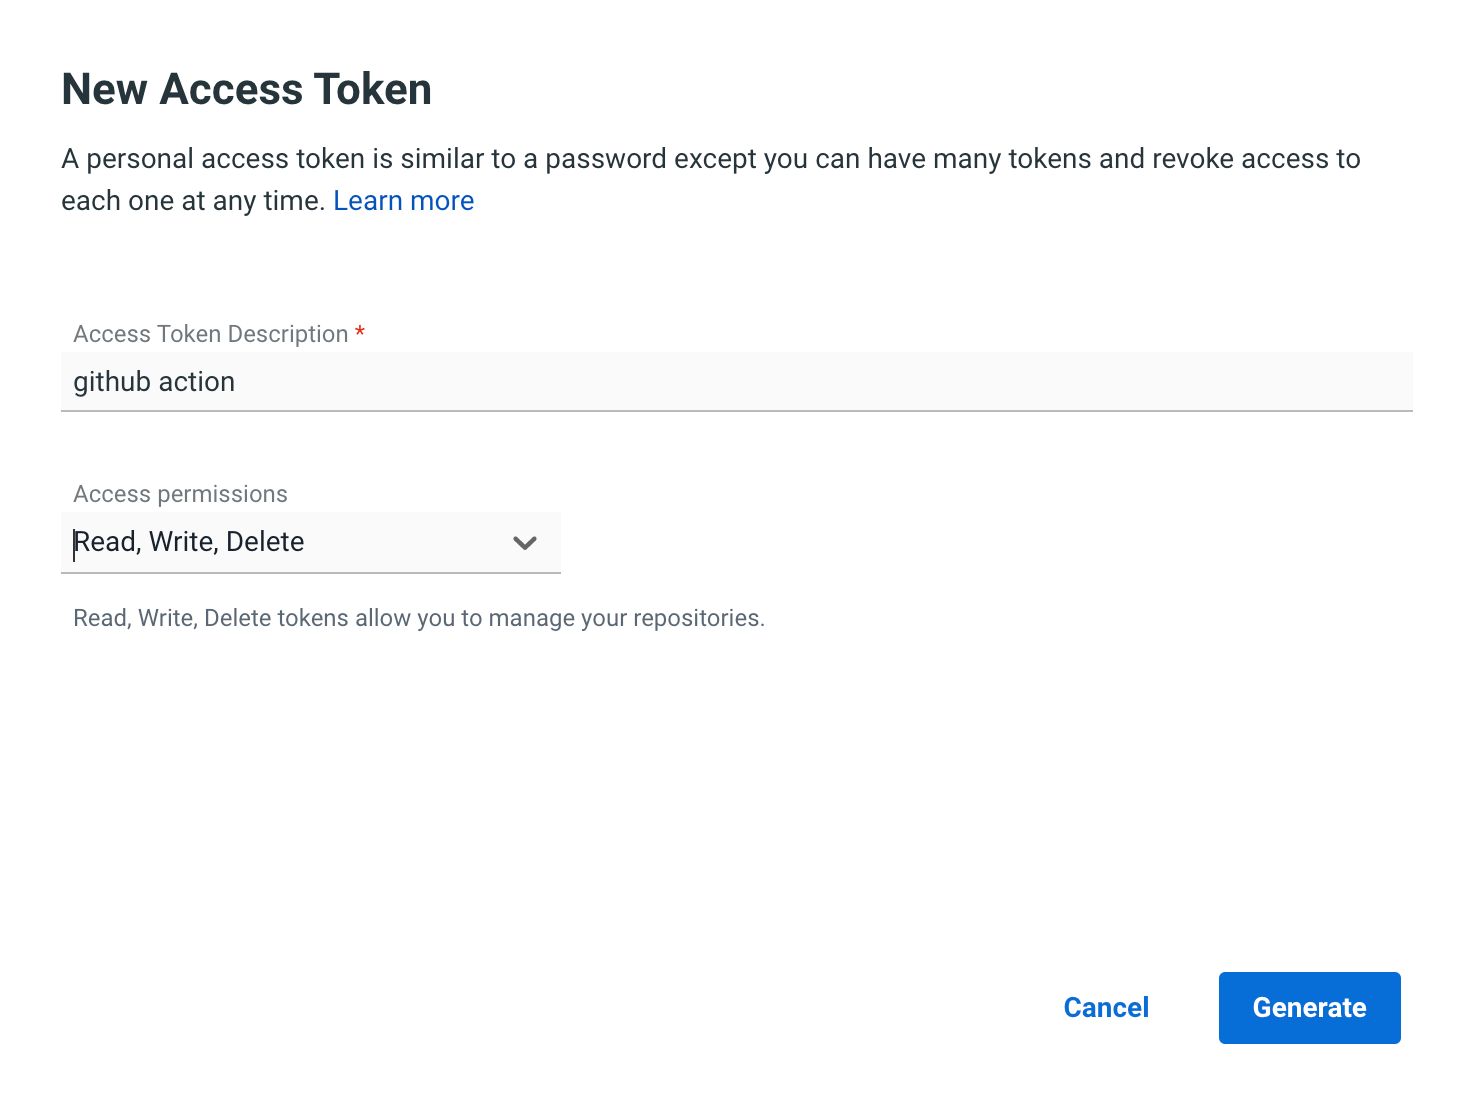 New Access Token
A personal access token is similar to a password except you can have many tokens and revoke access to
each one at any time. Learn more
Access Token Description *
github action
Access permissions
Read, Write, Delete
Read, Write, Delete tokens allow you to manage your repositories.
Cancel
Generate